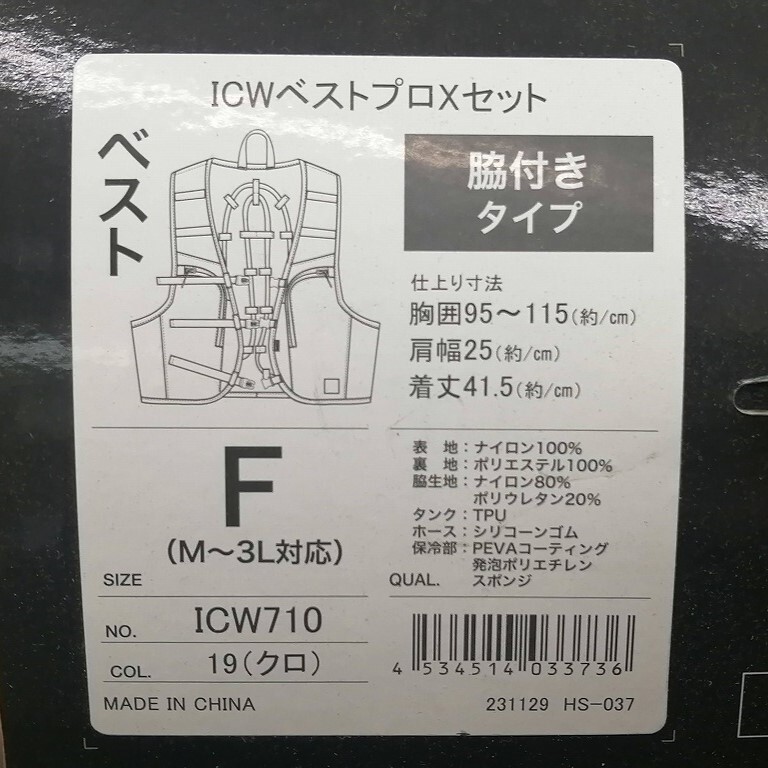 ICWベストプロXセット
ベスト
脇付き
タイプ
仕上り寸法
胸囲95～115(約/cm)
肩幅25(約/cm)
着丈41.5(約/cm)
F
(M～3L対応)
SIZE
表　地：ナイロン100%
裏　地：ポリエステル100%
脇生地：ナイロン80%
ポリウレタン20%
タンク：TPU
ホース：シリコーンゴム
保冷部：PEVAコーティング
発泡ポリエチレン
QUAL. スポンジ
NO. ICW710
COL. 19(クロ)
MADE IN CHINA
4 534514 033736
231129 HS-037